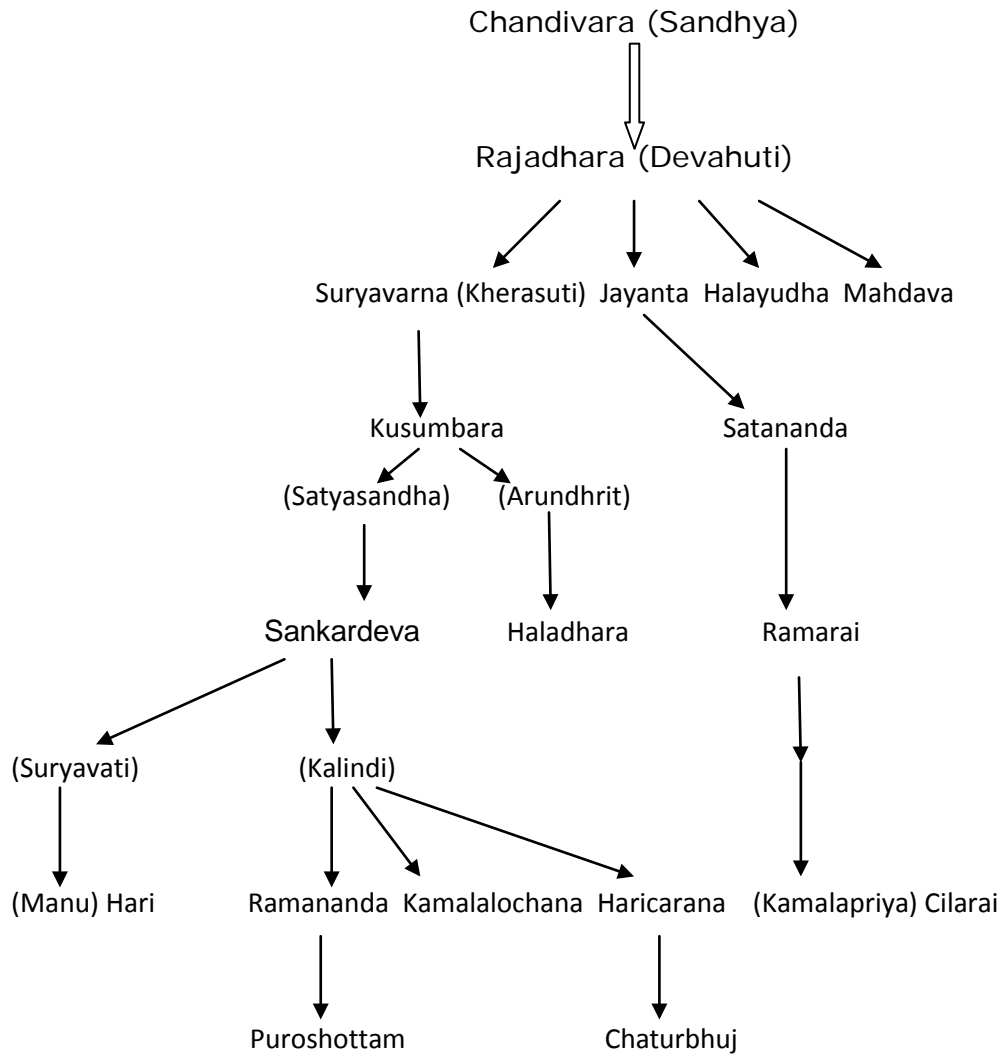 Chandivara (Sandhya)
Rajadhara (Devahuti)
Suryavarna (Kherasuti) Jayanta Halayudha Mahdava
Kusumbara Satananda
(Satyasandha) (Arundhrit)
Sankardeva Haladhara Ramarai
(Suryavati) (Kalindi)
(Manu) Hari Ramananda Kamalalochana Haricarana (Kamalapriya) Cilarai
Puroshottam Chaturbhuj